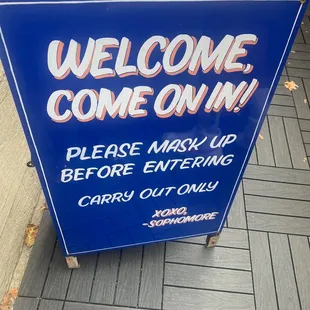 WELCOME,
COME ON IN!
PLEASE MASK UP
BEFORE ENTERING
CARRY OUT ONLY
XOXO,
-SOPHOMORE